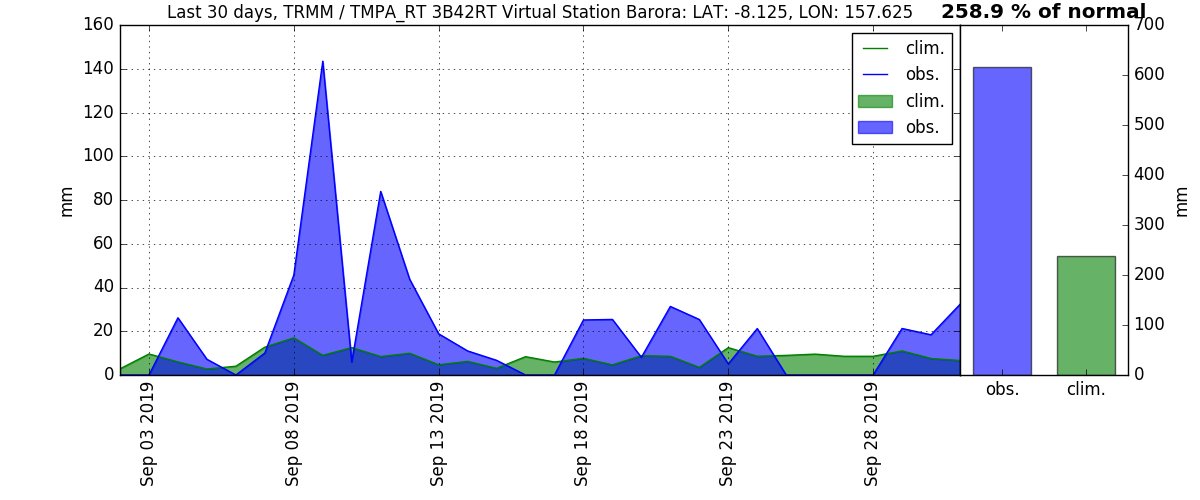 Last 30 days, TRMM / TMPA_RT 3B42RT Virtual Station Barora: LAT: -8.125, LON: 157.625
258.9 % of normal
160
140
120
100
80
60
40
20
0
mm
clim.
obs.
clim.
obs.
700
600
500
400
300
200
100
0
mm
Sep 03 2019
Sep 08 2019
Sep 13 2019
Sep 18 2019
Sep 23 2019
Sep 28 2019
obs.
clim.